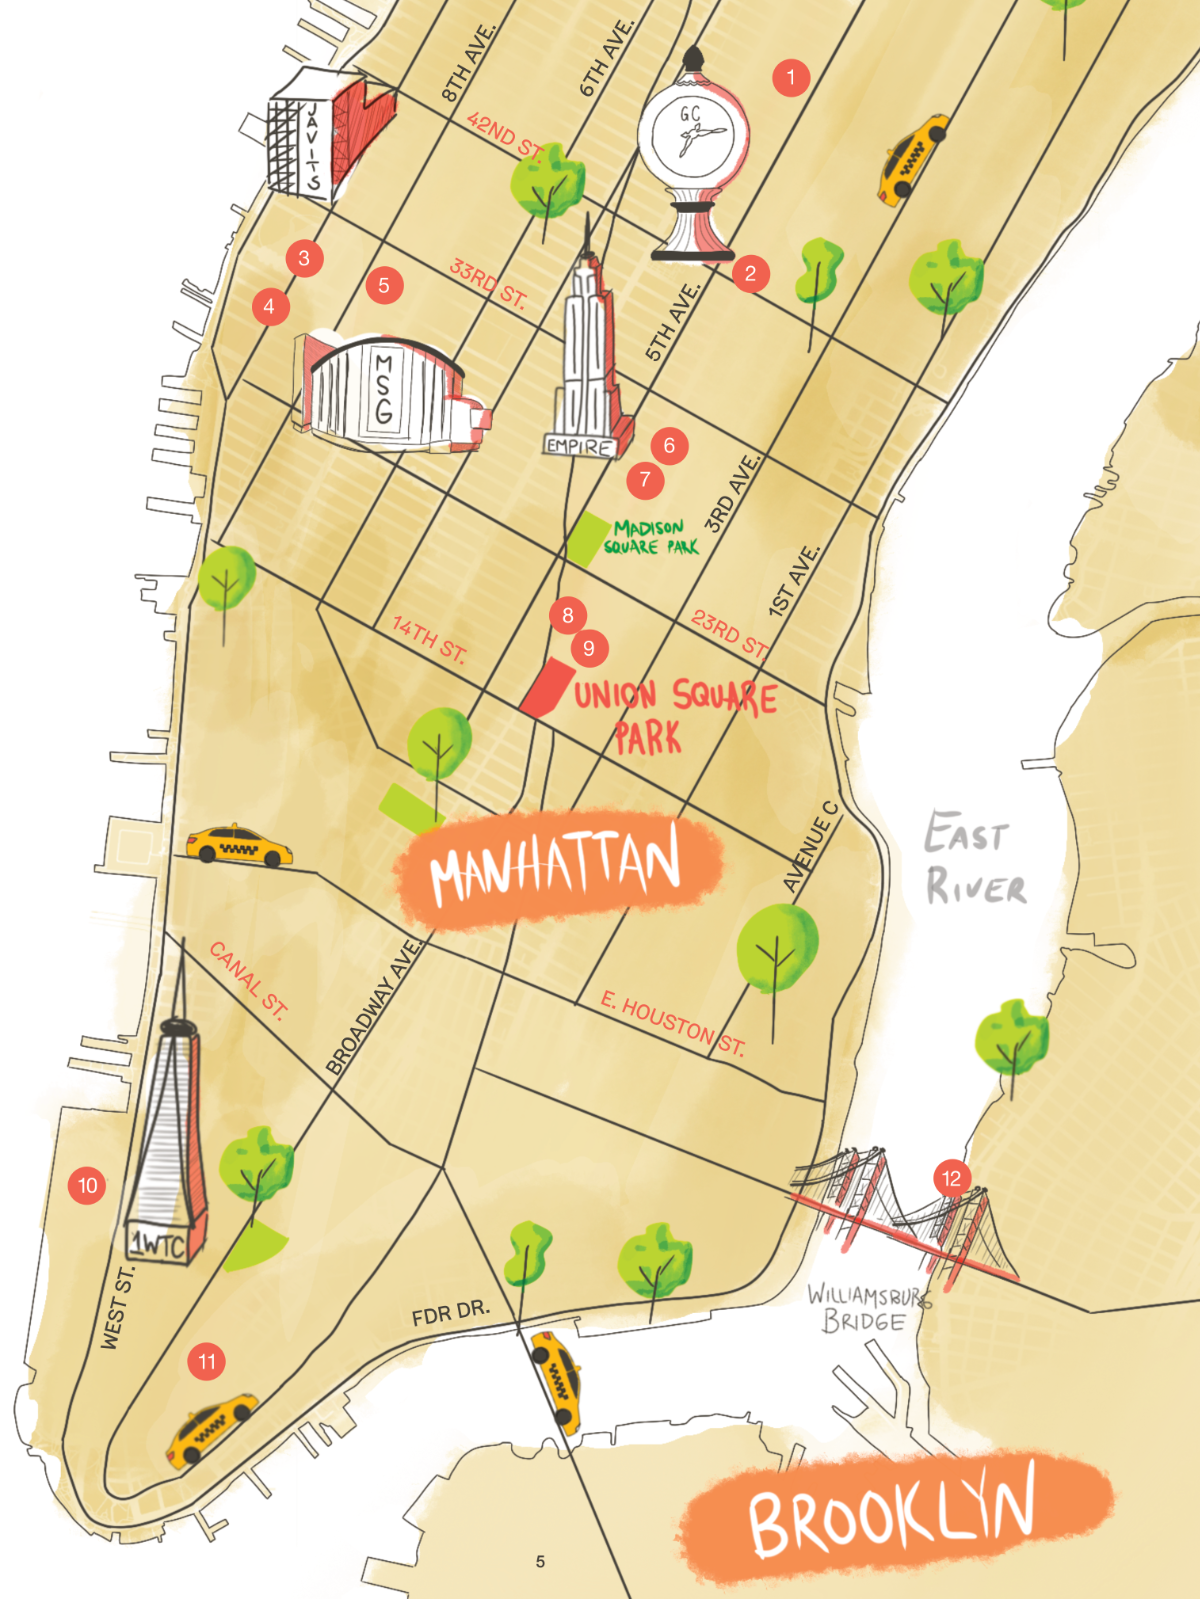 8TH AVE.
6TH AVE.
1
GC
JAVITS
42ND ST.
3
33RD ST.
2
5
4
5TH AVE.
MSG
EMPIRE
6
7
3RD AVE.
MADISON
SQUARE PARK
1ST AVE.
8
14TH ST.
23RD ST.
9
UNION SQUARE
PARK
AVENUE C
EAST
RIVER
MANHATTAN
CANAL ST.
BROADWAY AVE.
E. HOUSTON ST.
10
12
1WTC
WEST ST.
FDR DR.
WILLIAMSBURG
BRIDGE
11
BROOKLYN
5